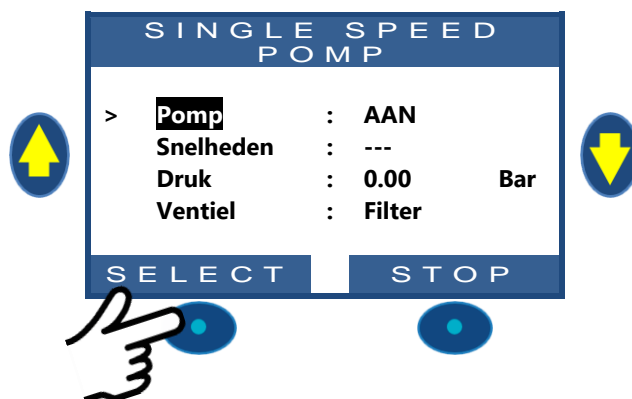 SINGLE SPEED
POMP
> Pomp : AAN
Snelheden : ---
Druk : 0.00 Bar
Ventiel : Filter
SELECT STOP